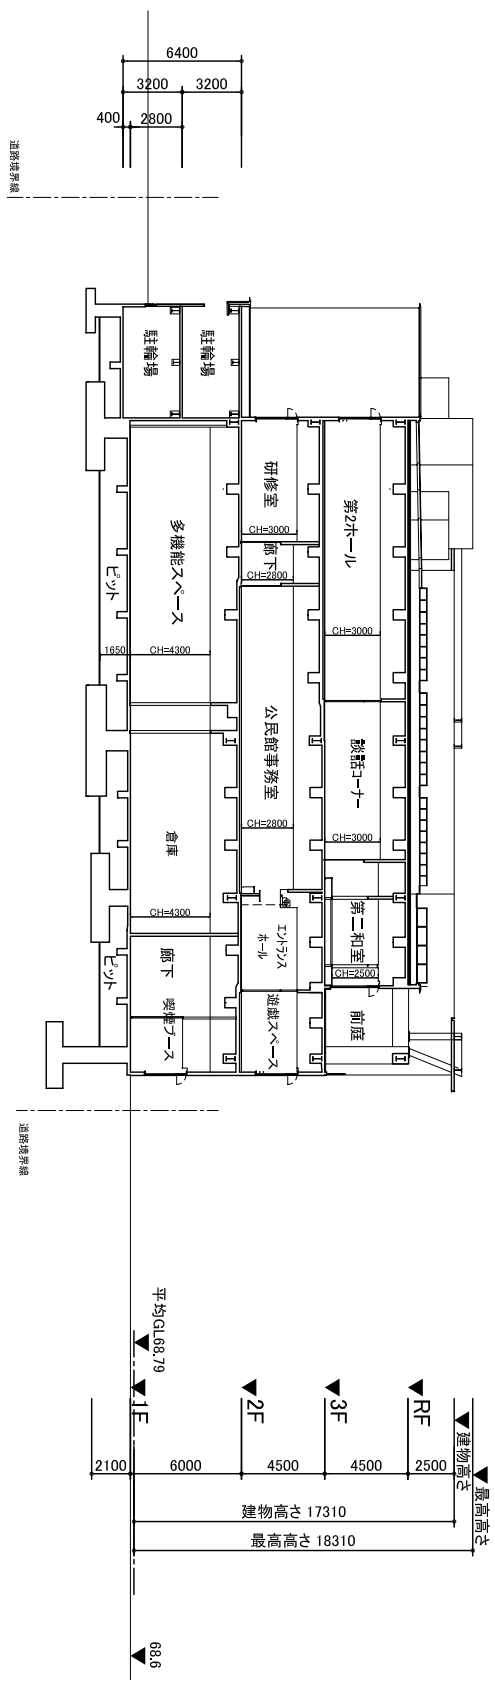 6400
3200
3200
400
2800
道路境界線
駐輪場
駐輪場
第2ホール
CH=3000
研修室
CH=3000
廊下
CH=2800
多機能スペース
CH=4300
ピット
1650
談話コーナー
CH=3000
公民館事務室
CH=2800
倉庫
CH=4300
第二和室
CH=2500
エントランス
ホール
廊下
ピット
前庭
遊戯スペース
喫煙ブース
道路境界線
平均GL68.79
1F
2F
3F
RF
建物高さ
最高高さ
2100
6000
4500
4500
2500
建物高さ 17310
最高高さ 18310
68.6